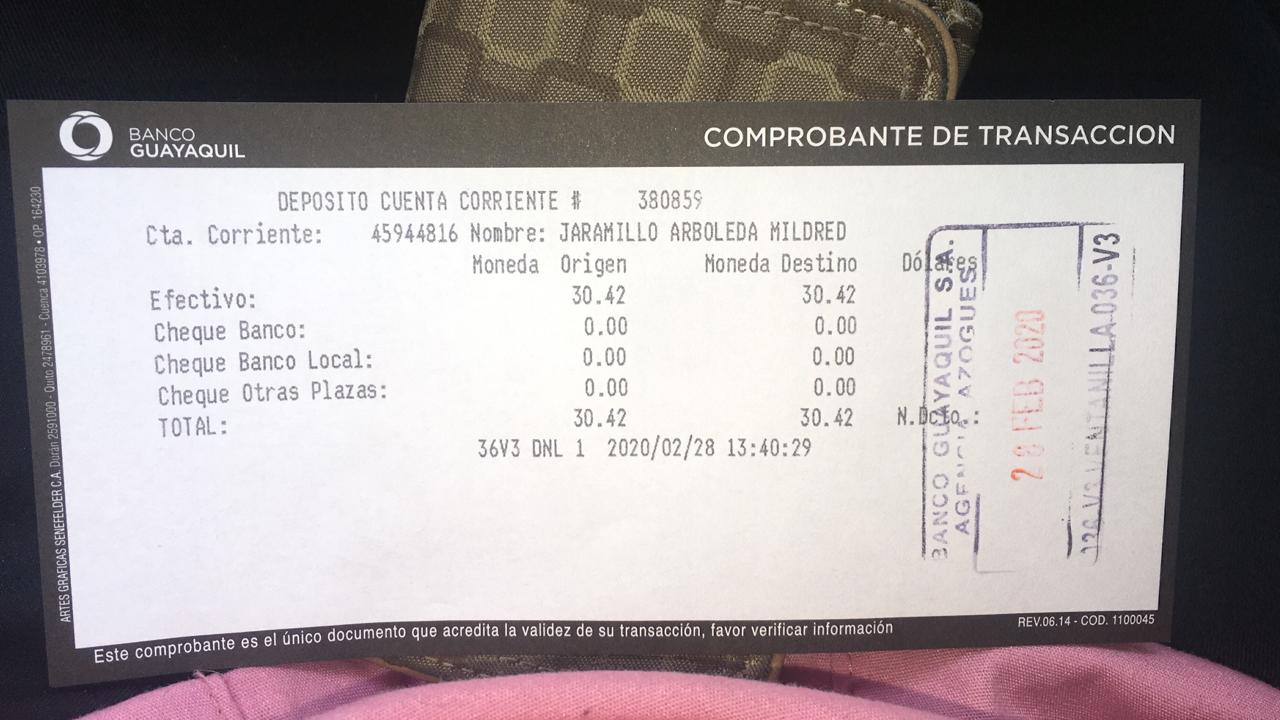 BANCO
GUAYAQUIL
COMPROBANTE DE TRANSACCION
DEPOSITO CUENTA CORRIENTE # 380859
Cta. Corriente: 45944816 Nombre: JARAMILLO ARBOLEDA MILDRED
Moneda Origen Moneda Destino Dólares
Efectivo: 30.42 30.42
Cheque Banco: 0.00 0.00
Cheque Banco Local: 0.00 0.00
Cheque Otras Plazas: 0.00 0.00
TOTAL: 30.42 30.42 N.Dcto.:
36V3 DNL 1 2020/02/28 13:40:29
BANCO GUAYAQUIL S.A.
AGENCIA AZOGUES
28 FEB 2020
VENTANILLA-036-V3
ARTES GRAFICAS SENEFELDER C.A. Durán 2591000 - Quito 2478961 - Cuenca 4103978 • OP 164230
Este comprobante es el único documento que acredita la validez de su transacción, favor verificar información
REV.06.14 - COD. 1100045